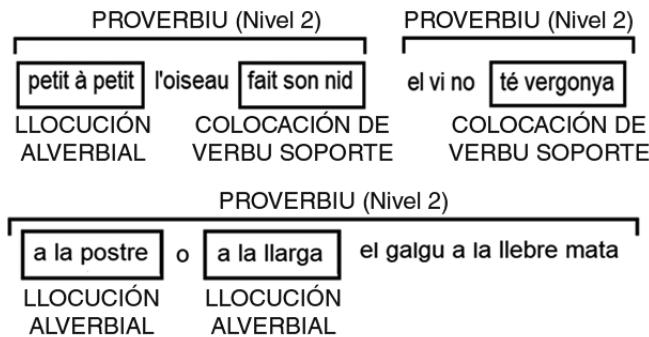 PROVERBIU (Nivel 2) PROVERBIU (Nivel 2)
petit à petit l'oiseau fait son nid el vi no té vergonya
LLOCUCIÓN COLOCACIÓN DE COLOCACIÓN DE
ALVERBIAL VERBU SOPORTE VERBU SOPORTE
PROVERBIU (Nivel 2)
a la postre o a la llarga el galgu a la llebre mata
LLOCUCIÓN LLOCUCIÓN
ALVERBIAL ALVERBIAL